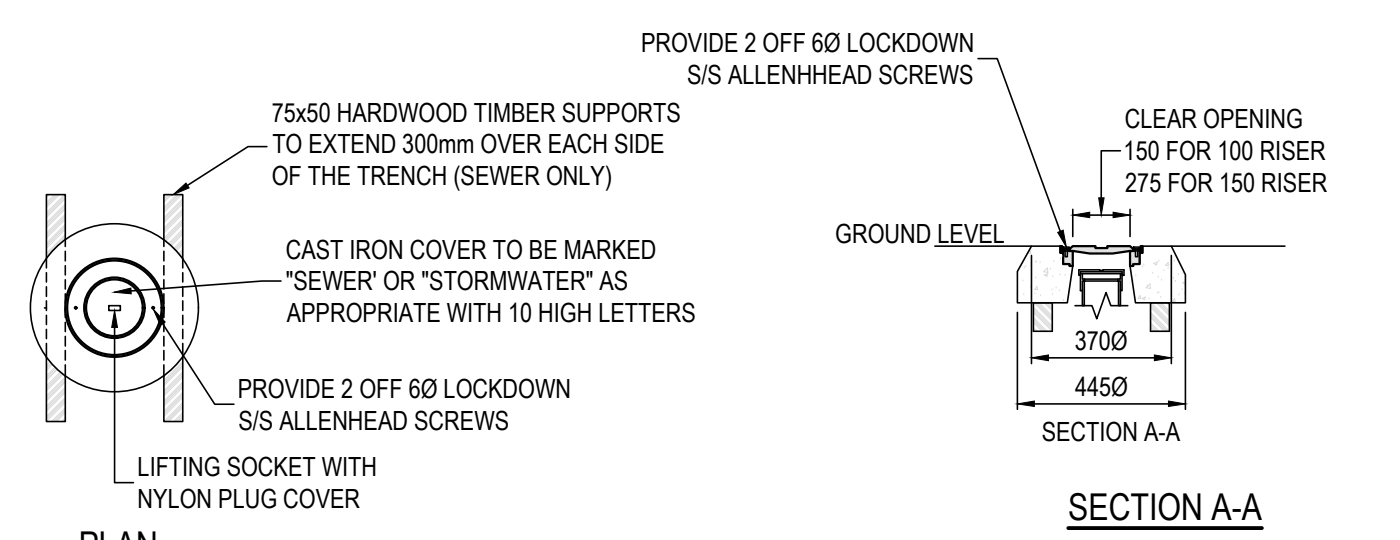 PROVIDE 2 OFF 6Ø LOCKDOWN
S/S ALLENHHEAD SCREWS
75x50 HARDWOOD TIMBER SUPPORTS
TO EXTEND 300mm OVER EACH SIDE
OF THE TRENCH (SEWER ONLY)
CLEAR OPENING
150 FOR 100 RISER
275 FOR 150 RISER
GROUND LEVEL
CAST IRON COVER TO BE MARKED
"SEWER' OR "STORMWATER" AS
APPROPRIATE WITH 10 HIGH LETTERS
370Ø
445Ø
PROVIDE 2 OFF 6Ø LOCKDOWN
S/S ALLENHEAD SCREWS
SECTION A-A
LIFTING SOCKET WITH
NYLON PLUG COVER
SECTION A-A
PLAN